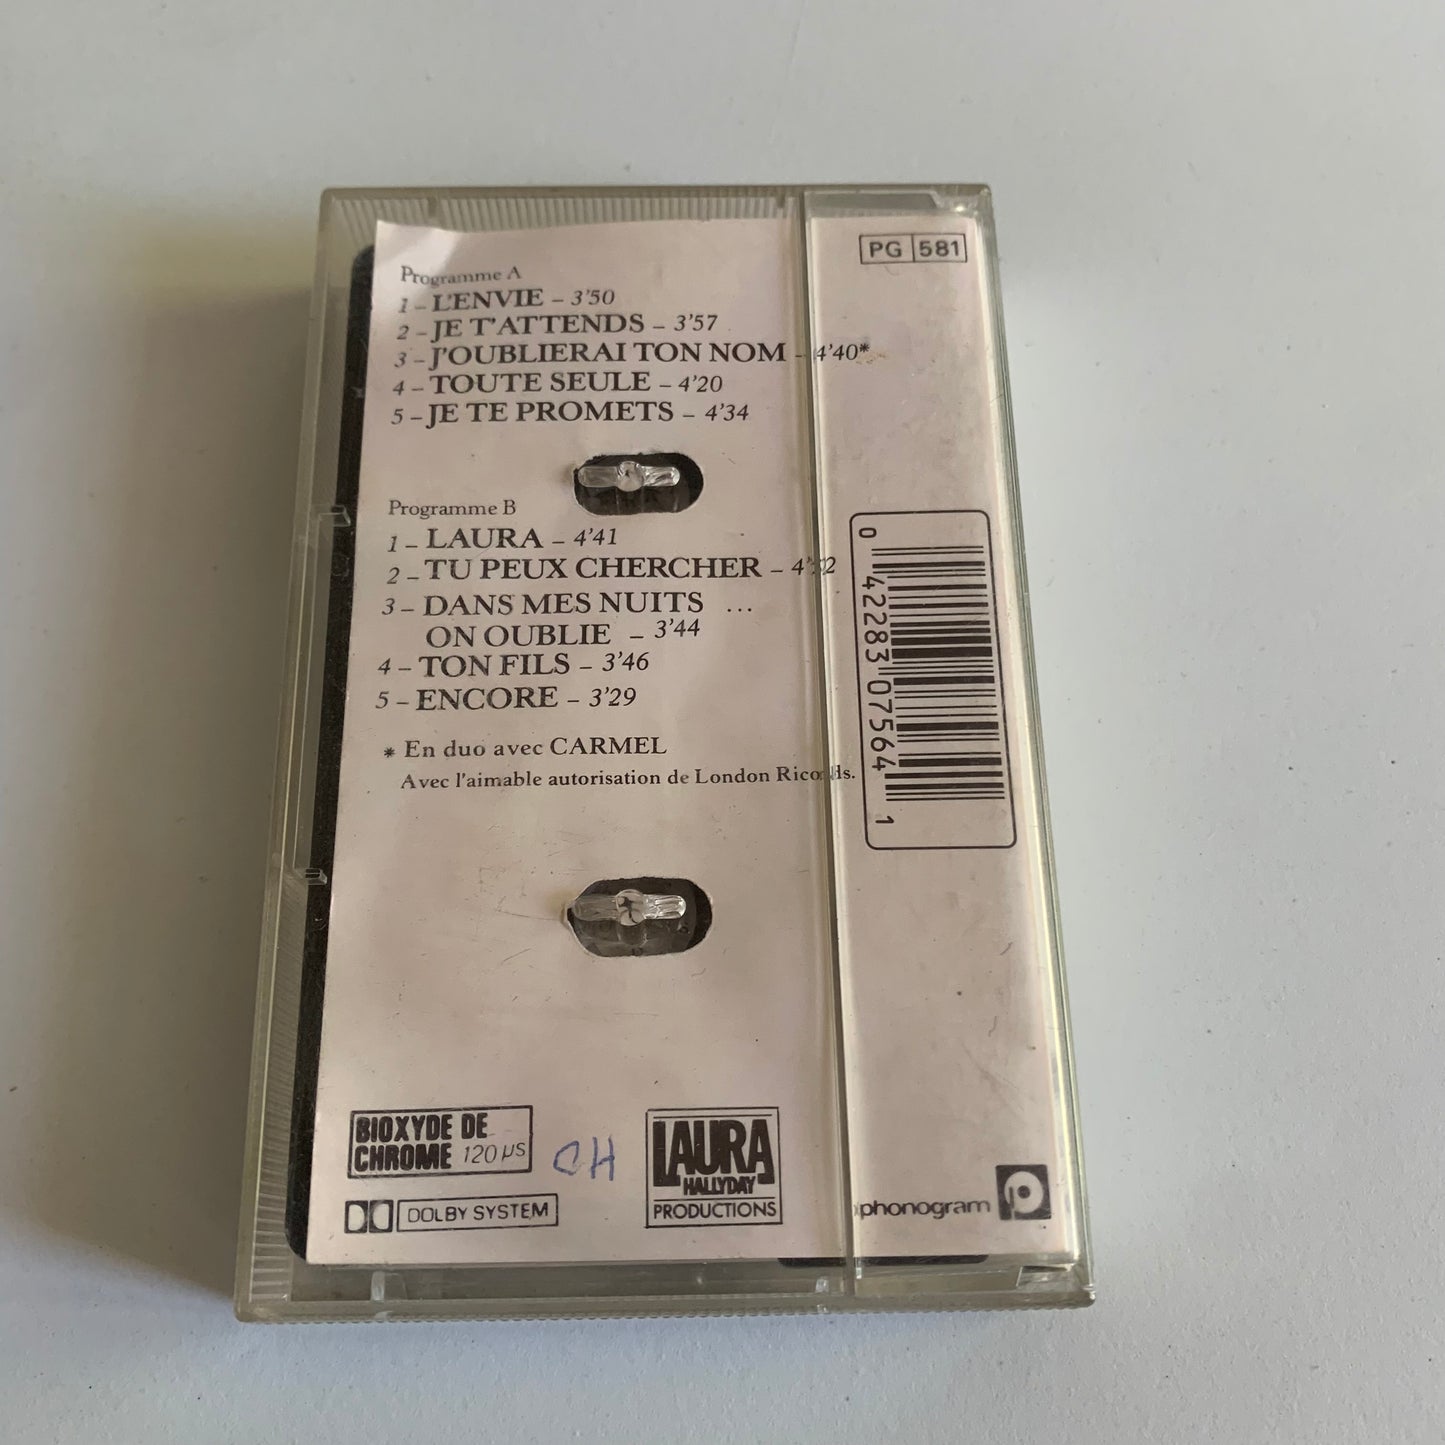 PG 581
Programme A
1 – L'ENVIE – 3'50
2 – JE T'ATTENDS – 3'57
3 – J'OUBLIERAI TON NOM – 4'40*
4 – TOUTE SEULE – 4'20
5 – JE TE PROMETS – 4'34
Programme B
1 – LAURA – 4'41
2 – TU PEUX CHERCHER –
3 – DANS MES NUITS ...
ON OUBLIE – 3'44
4 – TON FILS – 3'46
5 – ENCORE – 3'29
* En duo avec CARMEL
Avec l'aimable autorisation de London Ricords.
0 42283 07564 1
BIOXYDE DE
CHROME 120 µs
CH
DOLBY SYSTEM
LAURA
HALLYDAY
PRODUCTIONS
phonogram